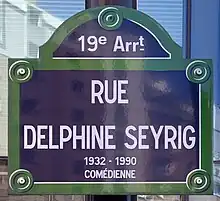 19e Arrt
RUE
DELPHINE SEYRIG
1932 - 1990
COMÉDIENNE